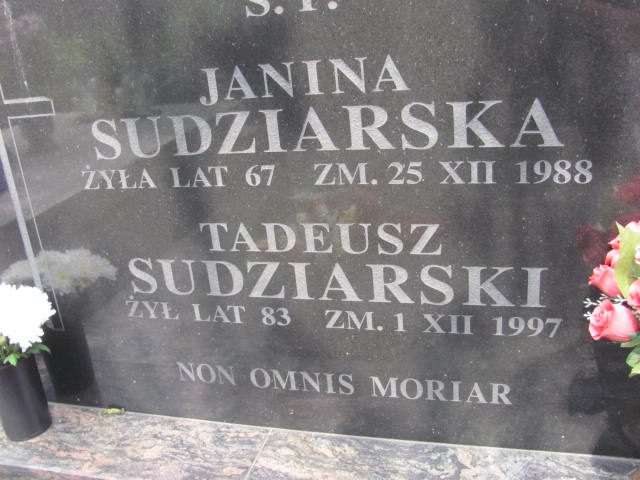 Ś. P.
JANINA
SUDZIARSKA
ŻYŁA LAT 67 ZM. 25 XII 1988
TADEUSZ
SUDZIARSKI
ŻYŁ LAT 83 ZM. 1 XII 1997
NON OMNIS MORIAR